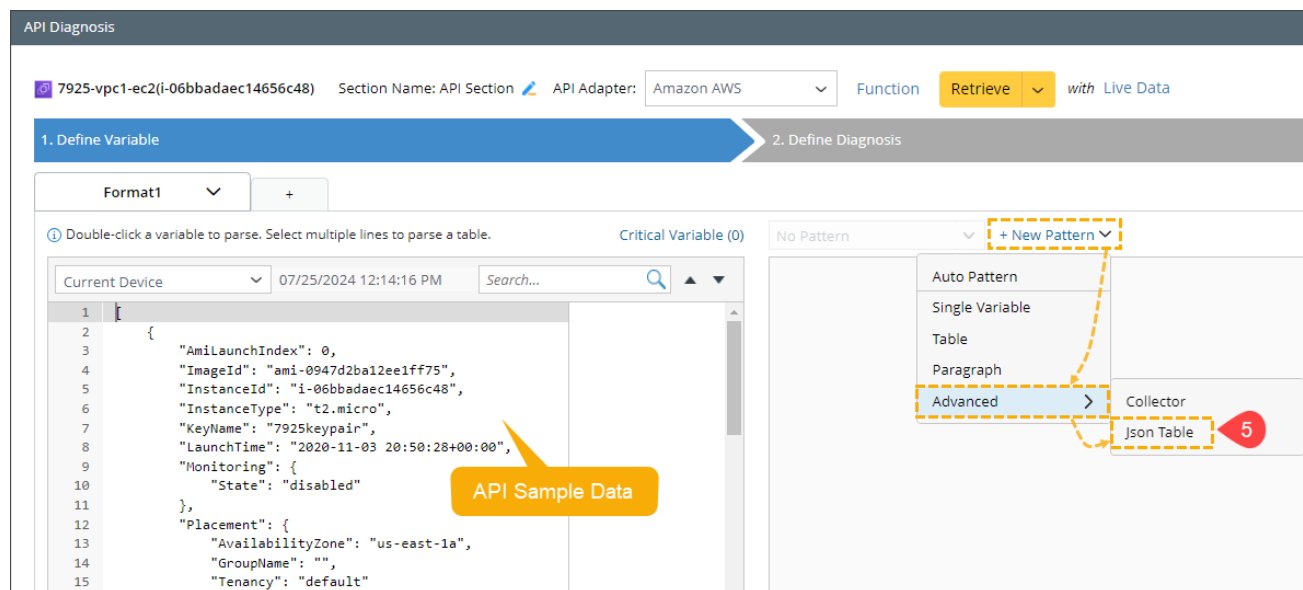 API Diagnosis
7925-vpc1-ec2(i-06bbadaec14656c48) Section Name: API Section API Adapter: Amazon AWS Function Retrieve with Live Data
1. Define Variable 2. Define Diagnosis
Format1 +
Double-click a variable to parse. Select multiple lines to parse a table. Critical Variable (0) No Pattern + New Pattern
Current Device 07/25/2024 12:14:16 PM Search...
1 [
2 {
3 "AmiLaunchIndex": 0,
4 "ImageId": "ami-0947d2ba12ee1ff75",
5 "InstanceId": "i-06bbadaec14656c48",
6 "InstanceType": "t2.micro",
7 "KeyName": "7925keypair",
8 "LaunchTime": "2020-11-03 20:50:28+00:00",
9 "Monitoring": {
10 "State": "disabled"
11 },
12 "Placement": {
13 "AvailabilityZone": "us-east-1a",
14 "GroupName": "",
15 "Tenancy": "default"
API Sample Data
Auto Pattern
Single Variable
Table
Paragraph
Advanced
Collector
Json Table 5